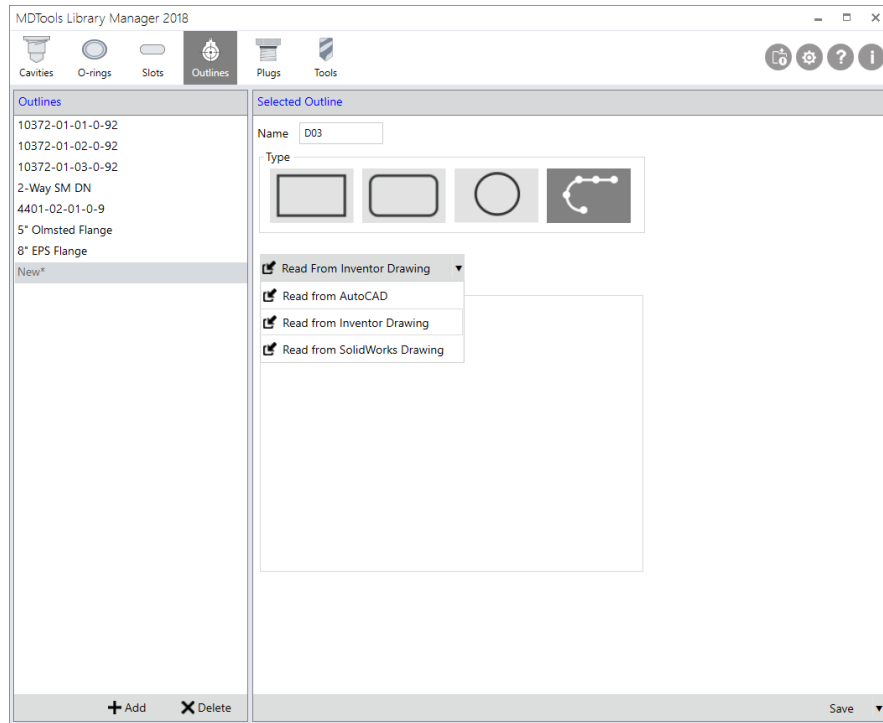 MDTools Library Manager 2018
Cavities O-rings Slots Outlines Plugs Tools
Outlines
10372-01-01-0-92
10372-01-02-0-92
10372-01-03-0-92
2-Way SM DN
4401-02-01-0-9
5" Olmsted Flange
8" EPS Flange
New*
Add Delete
Selected Outline
Name D03
Type
Read From Inventor Drawing
Read from AutoCAD
Read from Inventor Drawing
Read from SolidWorks Drawing
Save